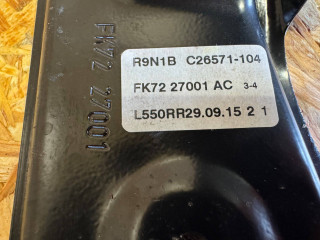 FK72 27001
R9N1B C26571-104
FK72 27001 AC 3-4
L550RR29.09.15 2 1